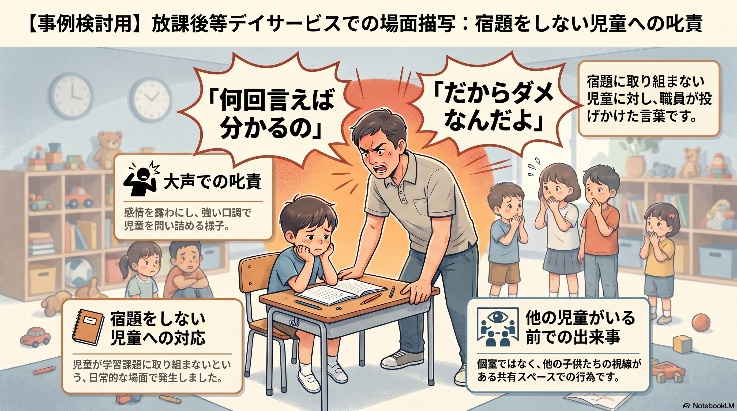 【事例検討用】放課後等デイサービスでの場面描写：宿題をしない児童への叱責
「何回言えば
分かるの」
「だからダメ
なんだよ」
宿題に取り組まない
児童に対し、職員が投
げかけた言葉です。
大声での叱責
感情を露わにし、強い口調で
児童を問い詰める様子。
宿題をしない
児童への対応
児童が学習課題に取り組まないとい
う、日常的な場面で発生しました。
他の児童がいる
前での出来事
個室ではなく、他の子供たちの視線が
ある共有スペースでの行為です。
NotebookLM